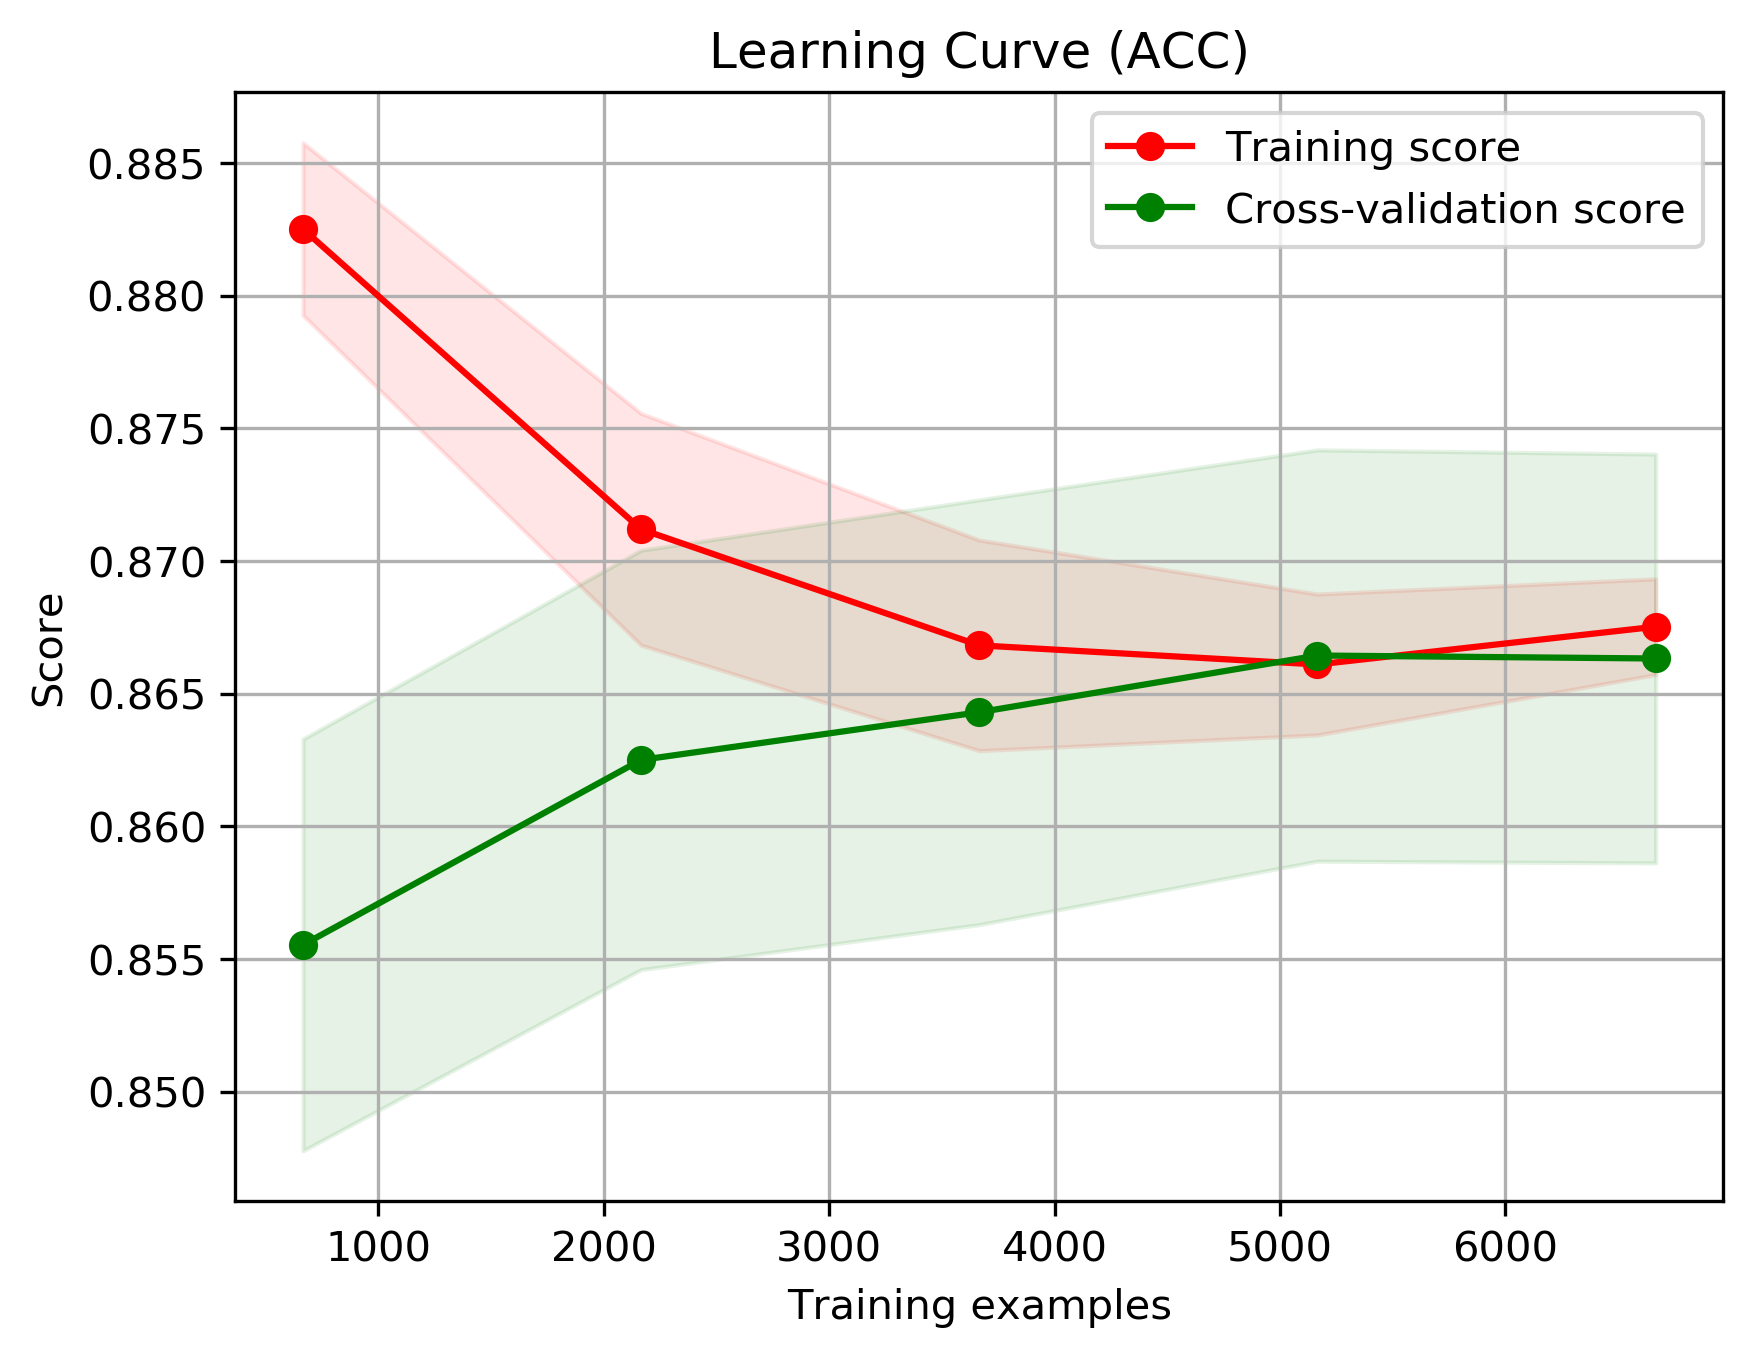 Learning Curve (ACC)
Training score
Cross-validation score
0.885
0.880
0.875
0.870
0.865
0.860
0.855
0.850
Score
1000 2000 3000 4000 5000 6000
Training examples